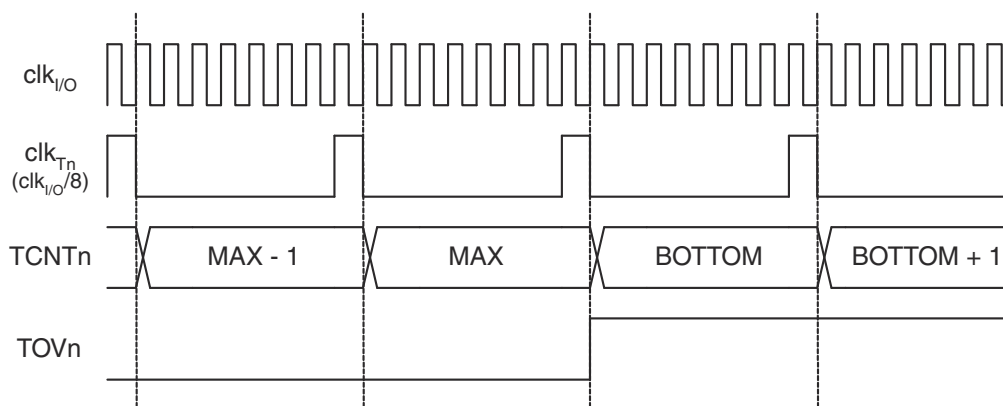 clkI/O
clkTn
(clkI/O/8)
TCNTn
MAX - 1
MAX
BOTTOM
BOTTOM + 1
TOVn